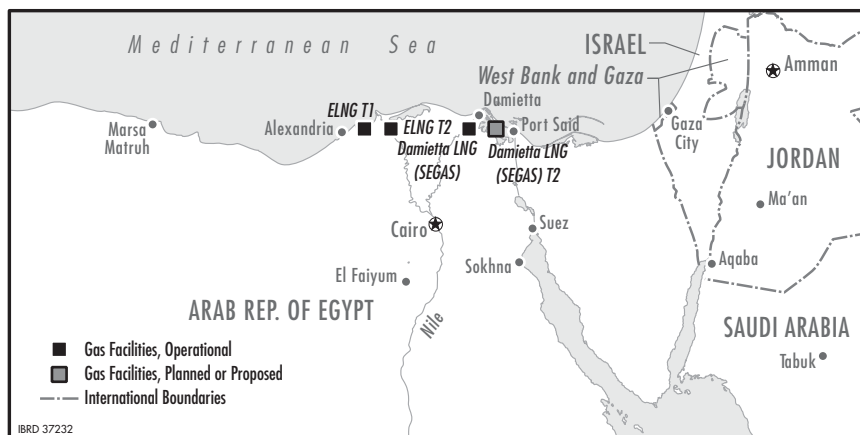 Mediterranean Sea
ISRAEL
West Bank and Gaza
Amman
ELNG T1
Damietta
Marsa
Matruh
Alexandria
ELNG T2
Damietta LNG
(SEGAS)
Port Said
Damietta LNG
(SEGAS) T2
Gaza
City
JORDAN
Ma'an
Cairo
Suez
Sokhna
Aqaba
El Faiyum
ARAB REP. OF EGYPT
Nile
SAUDI ARABIA
Tabuk
Gas Facilities, Operational
Gas Facilities, Planned or Proposed
International Boundaries
IBRD 37232